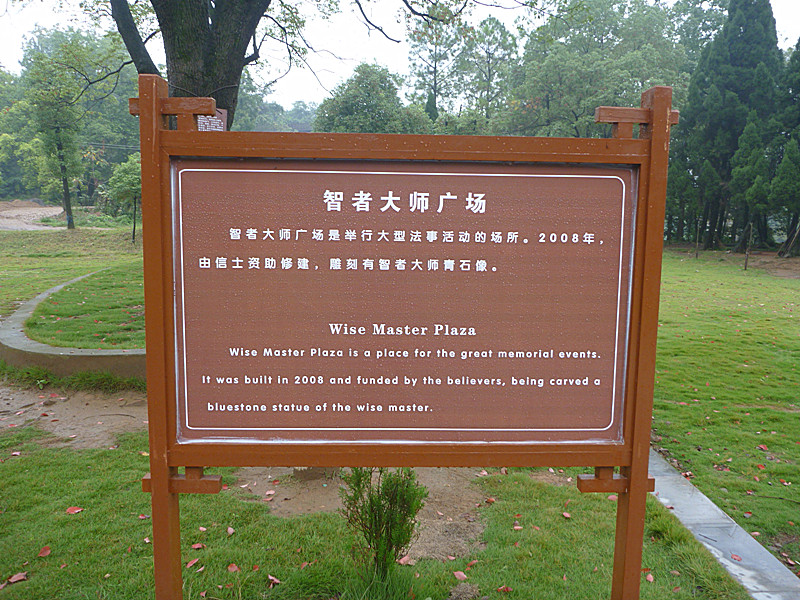 智者大师广场
智者大师广场是举行大型法事活动的场所。2008年，
由信士资助修建，雕刻有智者大师青石像。
Wise Master Plaza
Wise Master Plaza is a place for the great memorial events.
It was built in 2008 and funded by the believers, being carved a
bluestone statue of the wise master.